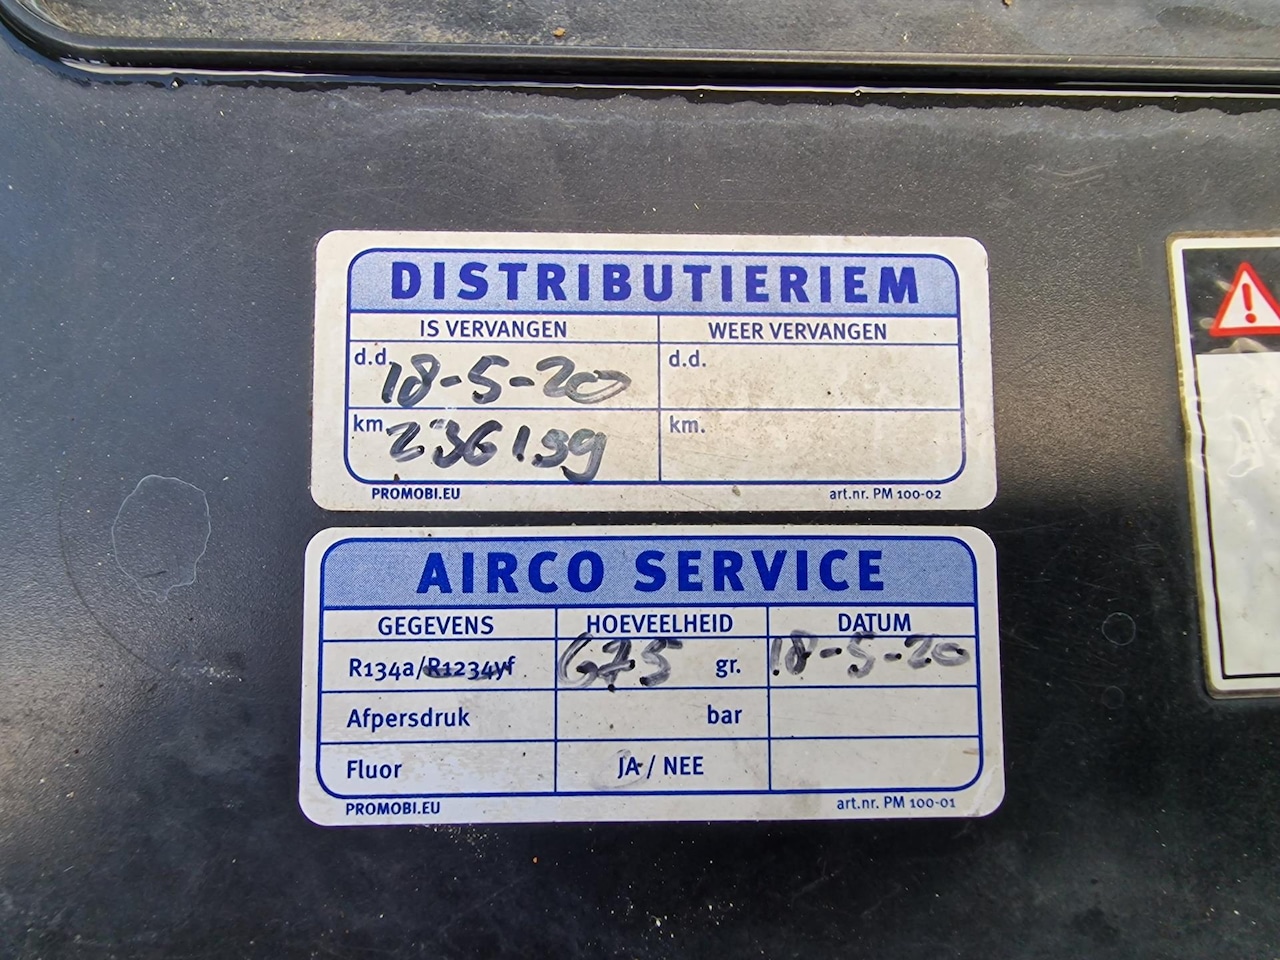 DISTRIBUTIERIEM
IS VERVANGEN WEER VERVANGEN
d.d. 18-5-20 d.d.
km 236139 km.
PROMOBI.EU art.nr. PM 100-02
AIRCO SERVICE
GEGEVENS HOEVEELHEID DATUM
R134a/R1234yf 675 gr. 18-5-20
Afpersdruk bar
Fluor JA / NEE
PROMOBI.EU art.nr. PM 100-01